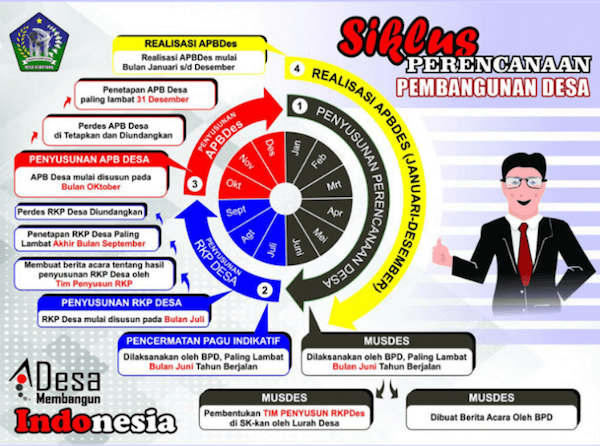 Siklus
PERENCANAAN
PEMBANGUNAN DESA
REALISASI APBDes
Realisasi APBDes mulai
Bulan Januari s/d Desember
Penetapan APB Desa
paling lambat 31 Desember
Perdes APB Desa
di Tetapkan dan Diundangkan
PENYUSUNAN APB DESA
APB Desa mulai disusun pada
Bulan OKtober
Perdes RKP Desa Diundangkan
Penetapan RKP Desa Paling
Lambat Akhir Bulan September
Membuat berita acara tentang hasil
penyusunan RKP Desa oleh
Tim Penyusun RKP
PENYUSUNAN RKP DESA
RKP Desa mulai disusun pada Bulan Juli
4 REALISASI APBDES (JANUARI-DESEMBER)
1 PENYUSUNAN PERENCANAAN DESA
3 PENYUSUNAN
APBDes
2 PENYUSUNAN
RKP DESA
Jan
Feb
Mrt
Apr
Mei
Juni
Juli
Agt
Sept
Okt
Nov
Des
PENCERMATAN PAGU INDIKATIF
Dilaksanakan oleh BPD, Paling Lambat
Bulan Juni Tahun Berjalan
MUSDES
Dilaksanakan oleh BPD, Paling Lambat
Bulan Juni Tahun Berjalan
MUSDES
Pembentukan TIM PENYUSUN RKPDes
di SK-kan oleh Lurah Desa
MUSDES
Dibuat Berita Acara Oleh BPD
Desa
Membangun
Indonesia